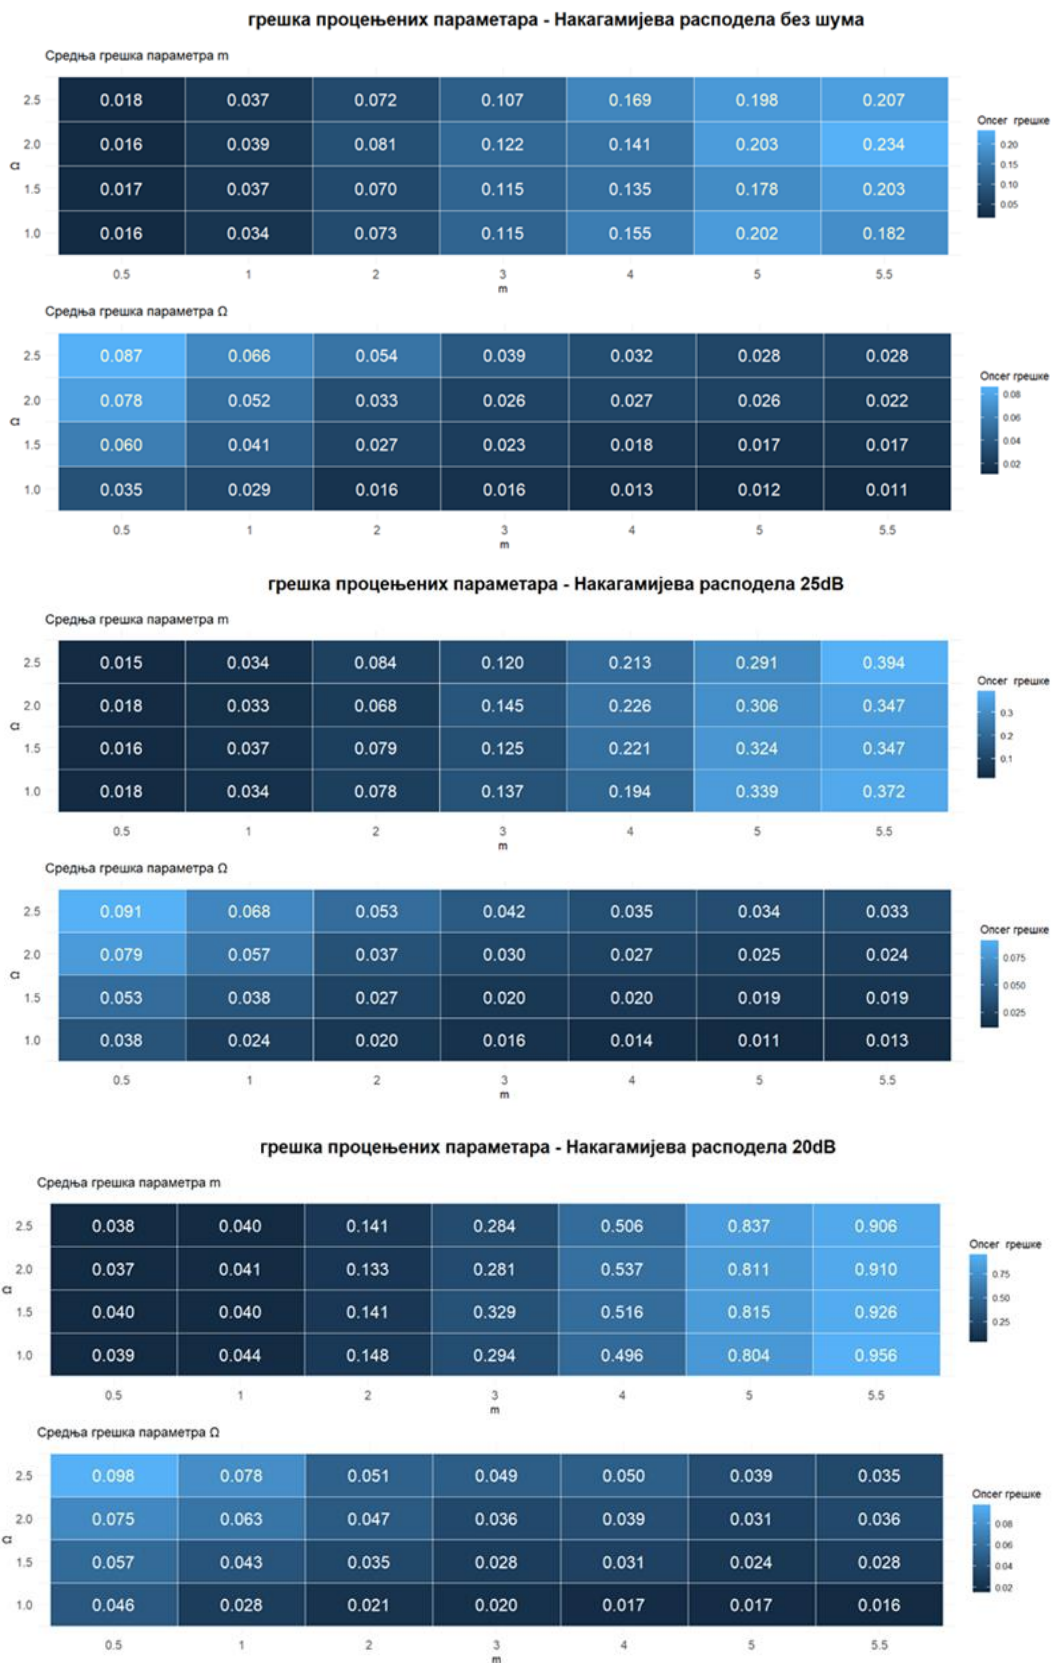 грешка процењених параметара - Накагамијева расподела без шума
Средња грешка параметра m
2.5 0.018 0.037 0.072 0.107 0.169 0.198 0.207
2.0 0.016 0.039 0.081 0.122 0.141 0.203 0.234
1.5 0.017 0.037 0.070 0.115 0.135 0.178 0.203
1.0 0.016 0.034 0.073 0.115 0.155 0.202 0.182
Ω
0.5 1 2 3 4 5 5.5
m
Опсег грешке
0.20
0.15
0.10
0.05
Средња грешка параметра Ω
2.5 0.087 0.066 0.054 0.039 0.032 0.028 0.028
2.0 0.078 0.052 0.033 0.026 0.027 0.026 0.022
1.5 0.060 0.041 0.027 0.023 0.018 0.017 0.017
1.0 0.035 0.029 0.016 0.016 0.013 0.012 0.011
Ω
0.5 1 2 3 4 5 5.5
m
Опсег грешке
0.08
0.06
0.04
0.02
грешка процењених параметара - Накагамијева расподела 25dB
Средња грешка параметра m
2.5 0.015 0.034 0.084 0.120 0.213 0.291 0.394
2.0 0.018 0.033 0.068 0.145 0.226 0.306 0.347
1.5 0.016 0.037 0.079 0.125 0.221 0.324 0.347
1.0 0.018 0.034 0.078 0.137 0.194 0.339 0.372
Ω
0.5 1 2 3 4 5 5.5
m
Опсег грешке
0.3
0.2
0.1
Средња грешка параметра Ω
2.5 0.091 0.068 0.053 0.042 0.035 0.034 0.033
2.0 0.079 0.057 0.037 0.030 0.027 0.025 0.024
1.5 0.053 0.038 0.027 0.020 0.020 0.019 0.019
1.0 0.038 0.024 0.020 0.016 0.014 0.011 0.013
Ω
0.5 1 2 3 4 5 5.5
m
Опсег грешке
0.075
0.050
0.025
грешка процењених параметара - Накагамијева расподела 20dB
Средња грешка параметра m
2.5 0.038 0.040 0.141 0.284 0.506 0.837 0.906
2.0 0.037 0.041 0.133 0.281 0.537 0.811 0.910
1.5 0.040 0.040 0.141 0.329 0.516 0.815 0.926
1.0 0.039 0.044 0.148 0.294 0.496 0.804 0.956
Ω
0.5 1 2 3 4 5 5.5
m
Опсег грешке
0.75
0.50
0.25
Средња грешка параметра Ω
2.5 0.098 0.078 0.051 0.049 0.050 0.039 0.035
2.0 0.075 0.063 0.047 0.036 0.039 0.031 0.036
1.5 0.057 0.043 0.035 0.028 0.031 0.024 0.028
1.0 0.046 0.028 0.021 0.020 0.017 0.017 0.016
Ω
0.5 1 2 3 4 5 5.5
m
Опсег грешке
0.08
0.06
0.04
0.02